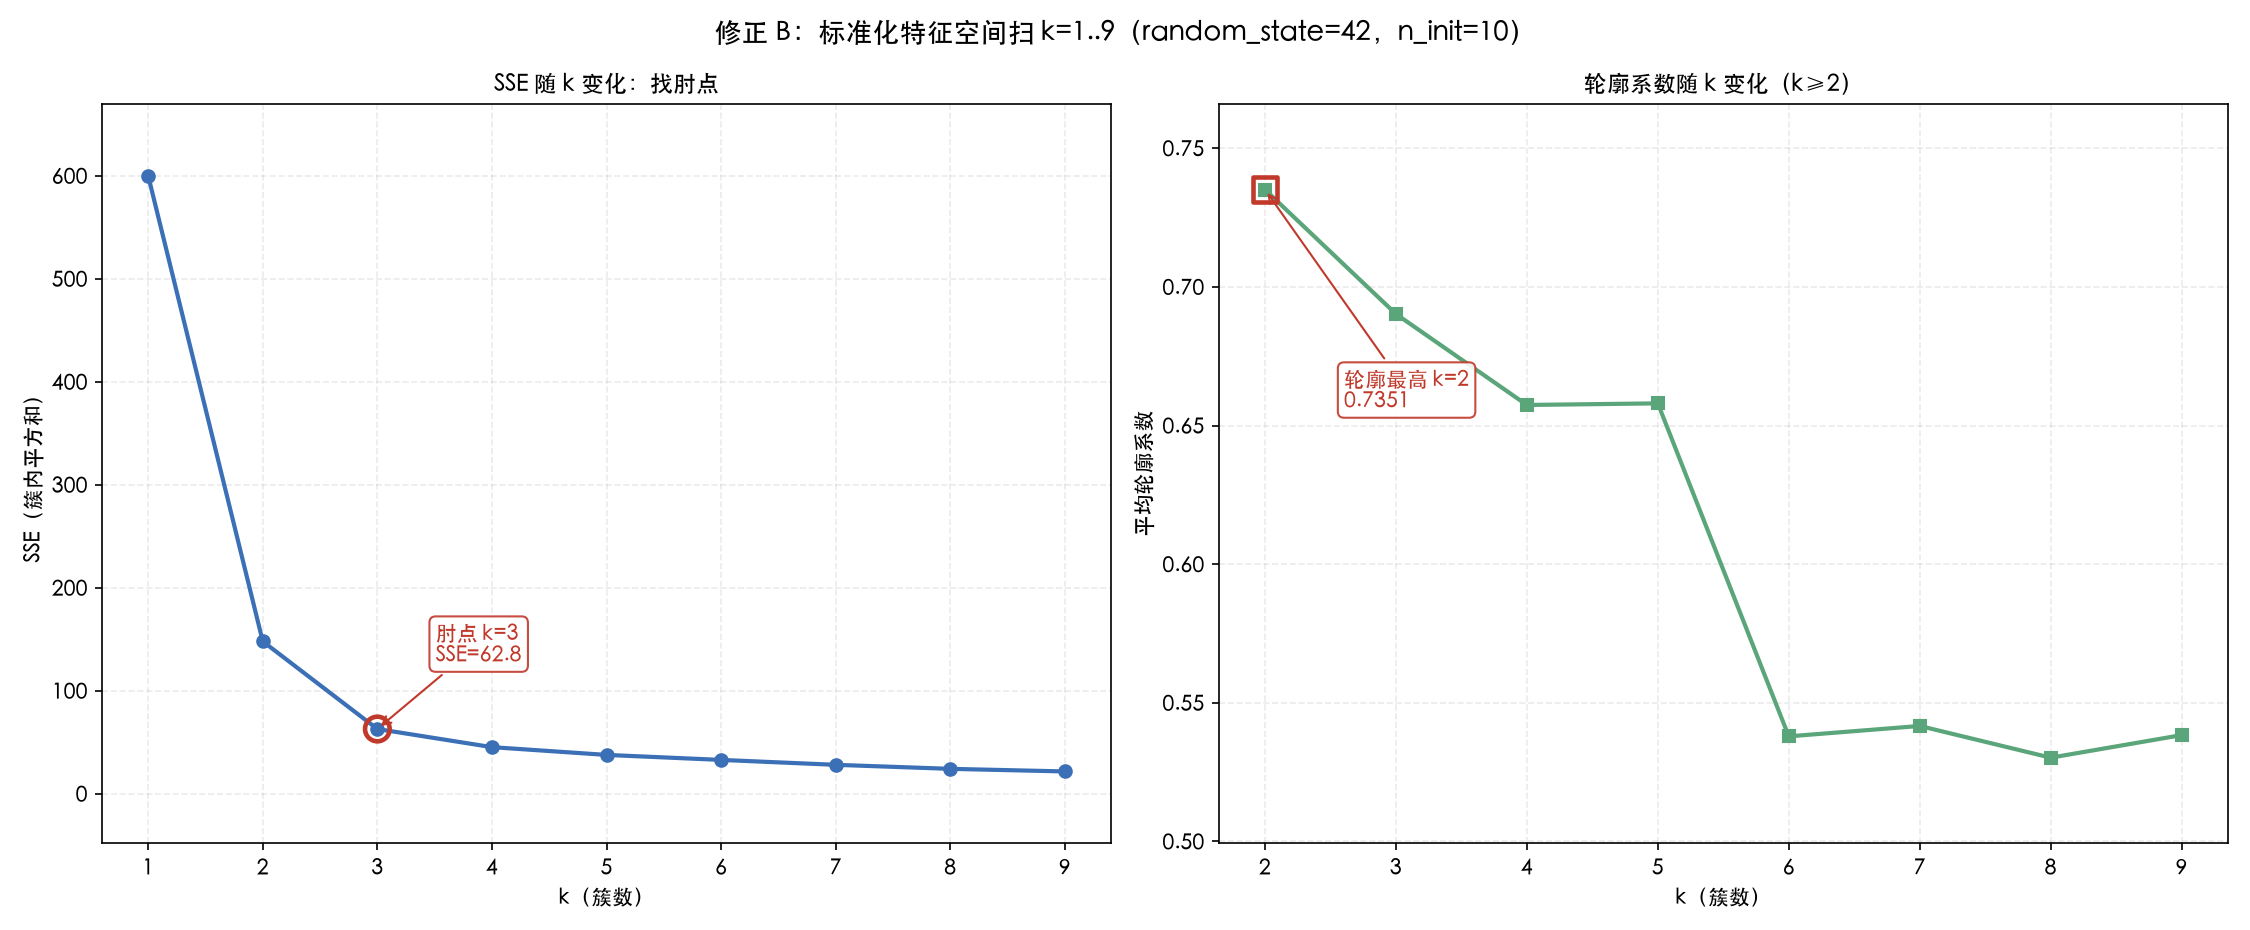 修正 B：标准化特征空间扫 k=1..9（random_state=42，n_init=10）
SSE 随 k 变化：找肘点
SSE（簇内平方和）
600
500
400
300
200
100
0
肘点 k=3
SSE=62.8
1 2 3 4 5 6 7 8 9
k（簇数）
轮廓系数随 k 变化（k≥2）
平均轮廓系数
0.75
0.70
0.65
0.60
0.55
0.50
轮廓最高 k=2
0.7351
2 3 4 5 6 7 8 9
k（簇数）